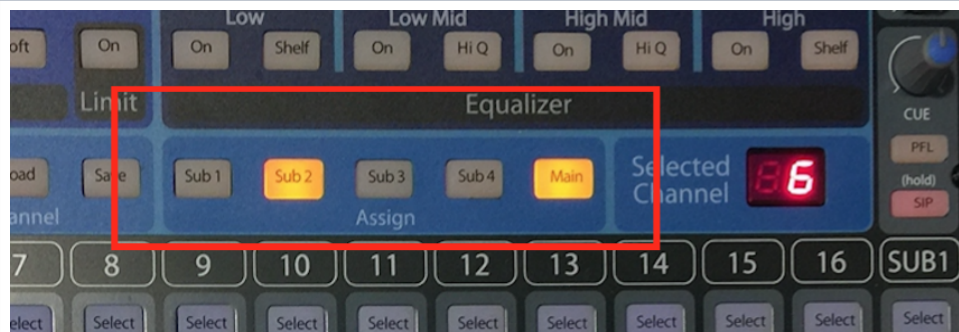 Low Low Mid High Mid High
oft On On Shelf On Hi Q On Hi Q On Shelf
Limit Equalizer CUE
oad Save Sub 1 Sub 2 Sub 3 Sub 4 Main Selected Channel 6 PFL
annel Assign (hold)
SIP
7 8 9 10 11 12 13 14 15 16 SUB1
elect Select Select Select Select Select Select Select Select Select Select